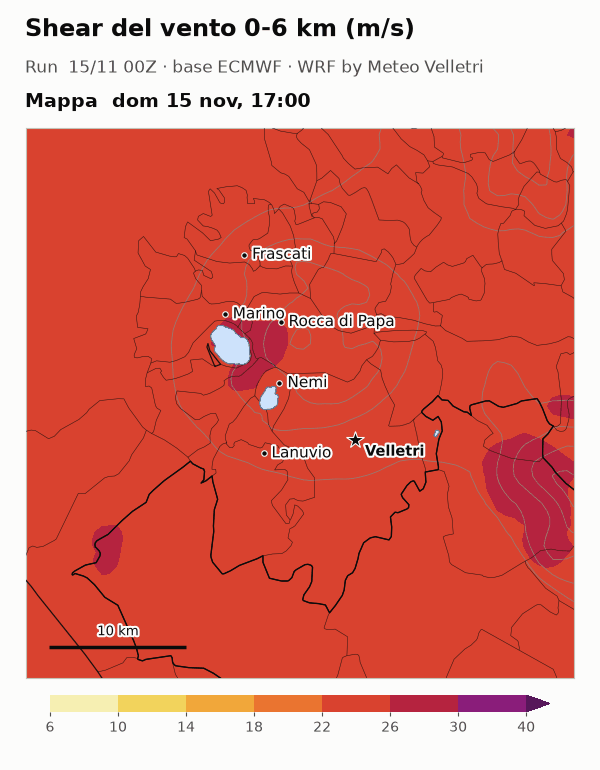 Shear del vento 0-6 km (m/s)
Run 15/11 00Z · base ECMWF · WRF by Meteo Velletri
Mappa dom 15 nov, 17:00
Frascati
Marino
Rocca di Papa
Nemi
Velletri
Lanuvio
10 km
6 10 14 18 22 26 30 40